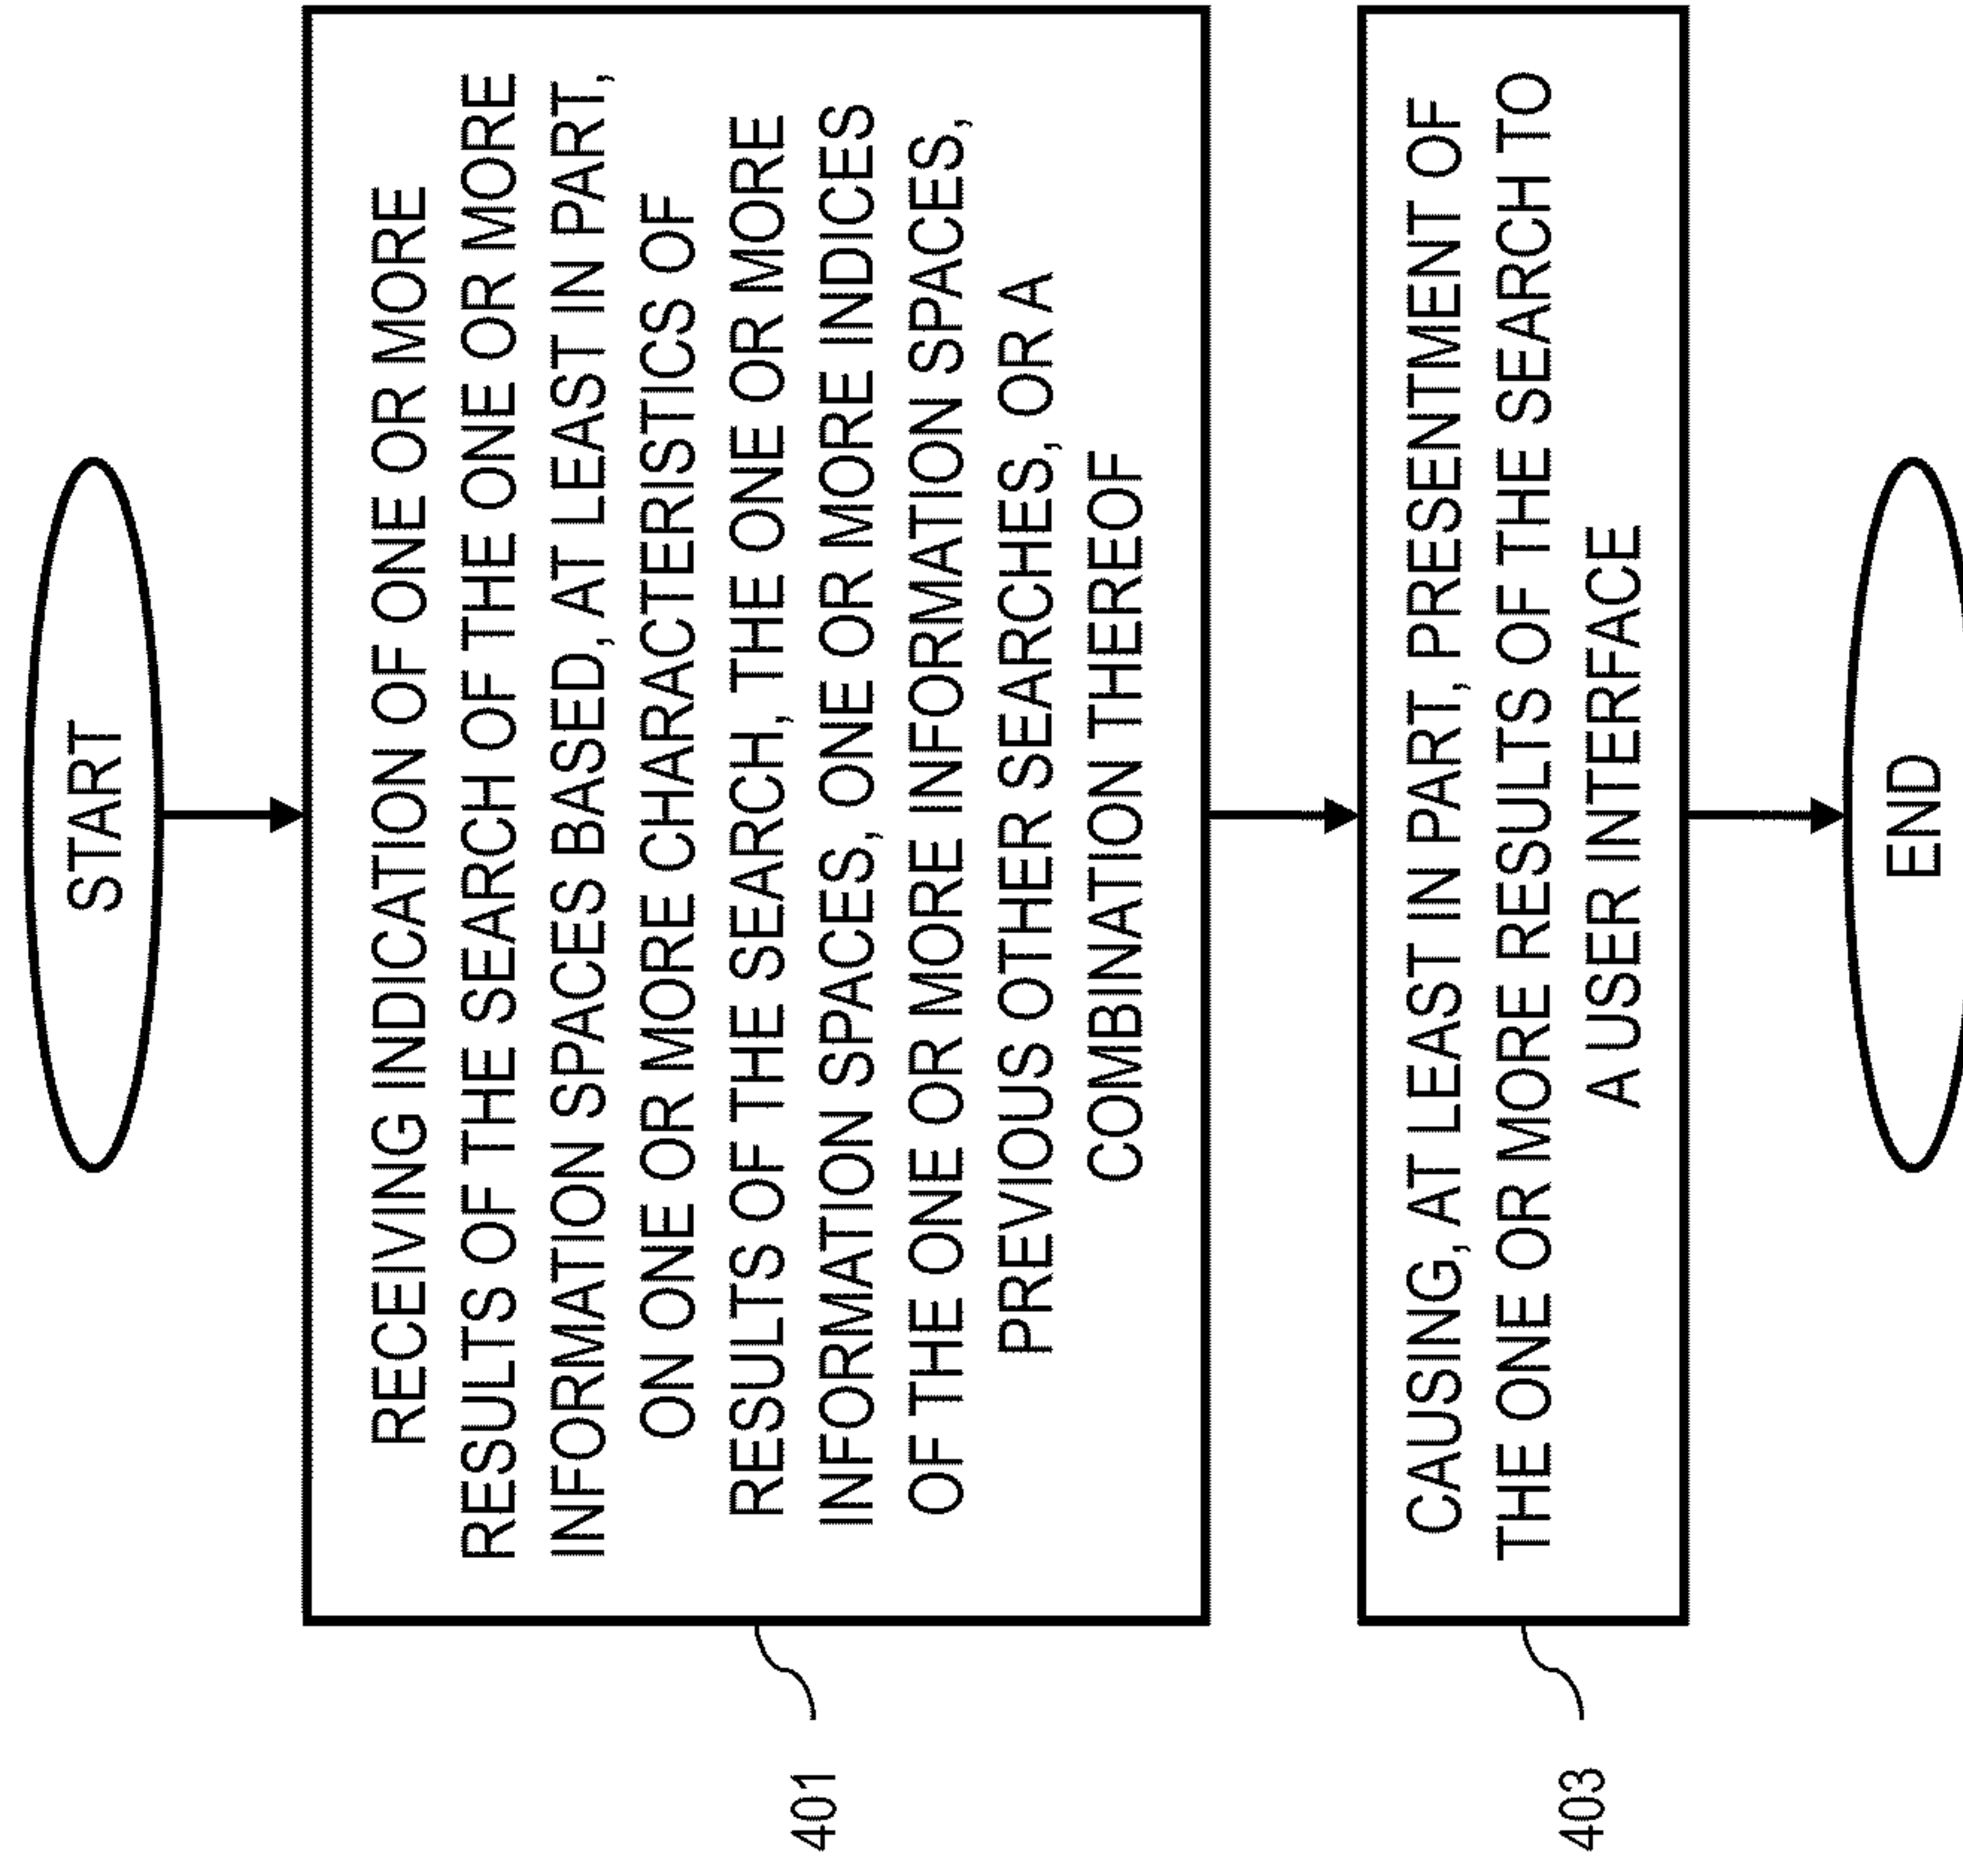 START
RECEIVING INDICATION OF ONE OR MORE
RESULTS OF THE SEARCH OF THE ONE OR MORE
INFORMATION SPACES BASED, AT LEAST IN PART,
ON ONE OR MORE CHARACTERISTICS OF
RESULTS OF THE SEARCH, THE ONE OR MORE
INFORMATION SPACES, ONE OR MORE INDICES
OF THE ONE OR MORE INFORMATION SPACES,
PREVIOUS OTHER SEARCHES, OR A
COMBINATION THEREOF
401
CAUSING, AT LEAST IN PART, PRESENTMENT OF
THE ONE OR MORE RESULTS OF THE SEARCH TO
A USER INTERFACE
403
END